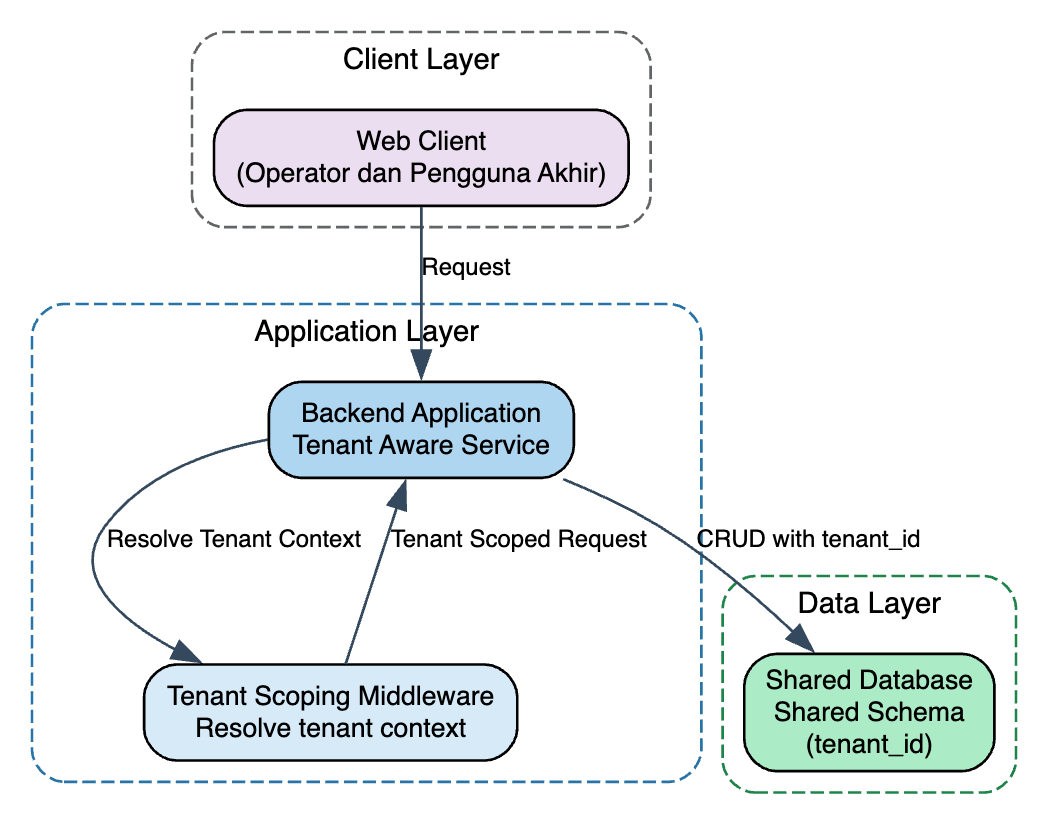 Client Layer
Web Client
(Operator dan Pengguna Akhir)
Request
Application Layer
Backend Application
Tenant Aware Service
Resolve Tenant Context
Tenant Scoped Request
CRUD with tenant_id
Data Layer
Tenant Scoping Middleware
Resolve tenant context
Shared Database
Shared Schema
(tenant_id)